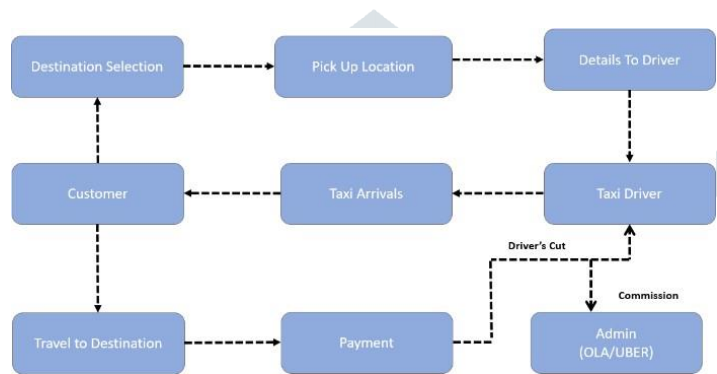 Destination Selection
Pick Up Location
Details To Driver
Customer
Taxi Arrivals
Taxi Driver
Driver's Cut
Commission
Travel to Destination
Payment
Admin
(OLA/UBER)